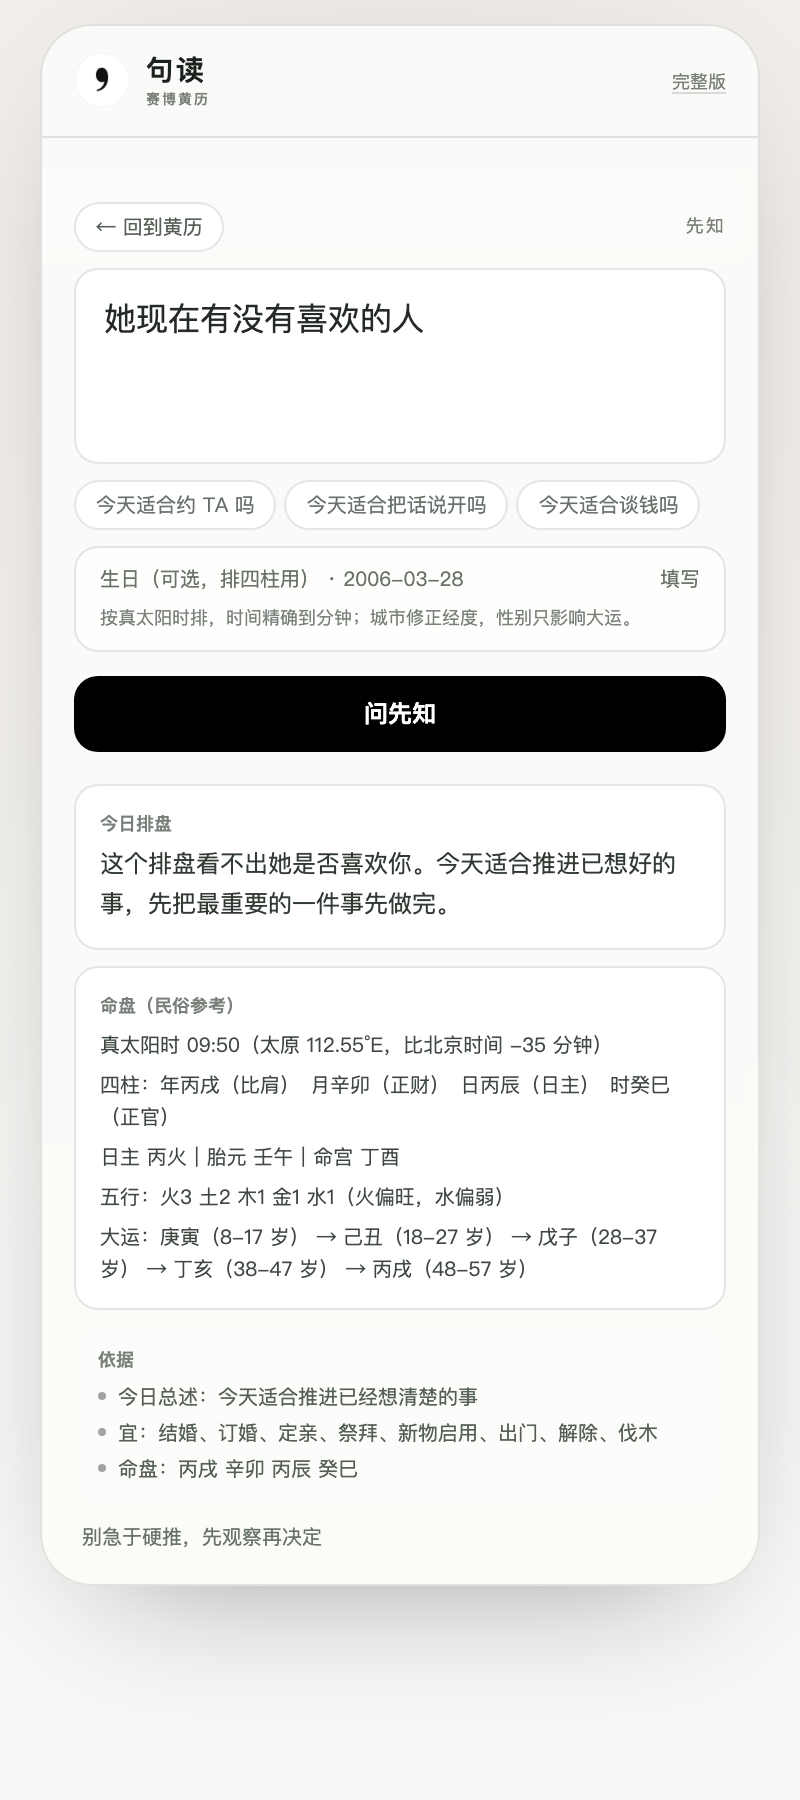 句读
赛博黄历
完整版
← 回到黄历
先知
她现在有没有喜欢的人
今天适合约 TA 吗
今天适合把话说开吗
今天适合谈钱吗
生日（可选，排四柱用） · 2006-03-28
填写
按真太阳时排，时间精确到分钟；城市修正经度，性别只影响大运。
问先知
今日排盘
这个排盘看不出她是否喜欢你。今天适合推进已想好的
事，先把最重要的一件事先做完。
命盘（民俗参考）
真太阳时 09:50（太原 112.55°E，比北京时间 -35 分钟）
四柱：年丙戌（比肩） 月辛卯（正财） 日丙辰（日主） 时癸巳
（正官）
日主 丙火 | 胎元 壬午 | 命宫 丁酉
五行：火3 土2 木1 金1 水1（火偏旺，水偏弱）
大运：庚寅（8-17 岁） → 己丑（18-27 岁） → 戊子（28-37
岁） → 丁亥（38-47 岁） → 丙戌（48-57 岁）
依据
今日总述：今天适合推进已经想清楚的事
宜：结婚、订婚、定亲、祭拜、新物启用、出门、解除、伐木
命盘：丙戌 辛卯 丙辰 癸巳
别急于硬推，先观察再决定